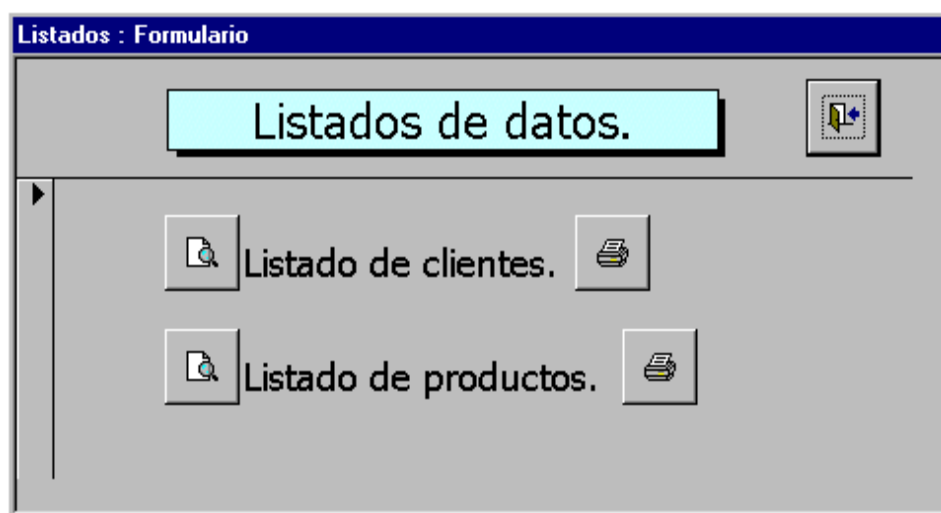 Listados : Formulario
Listados de datos.
Listado de clientes.
Listado de productos.